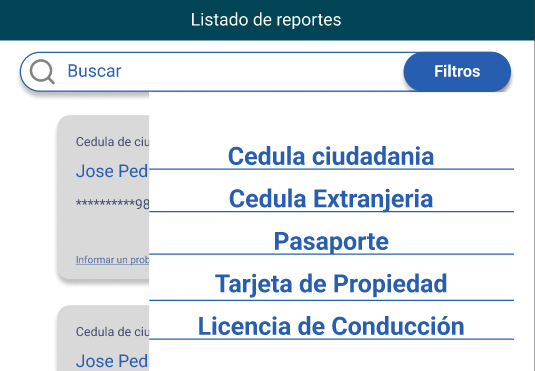 Listado de reportes
Buscar
Filtros
Cedula de ciu
Jose Ped
**********98
Informar un prob
Cedula ciudadania
Cedula Extranjeria
Pasaporte
Tarjeta de Propiedad
Licencia de Conducción
Cedula de ciu
Jose Ped